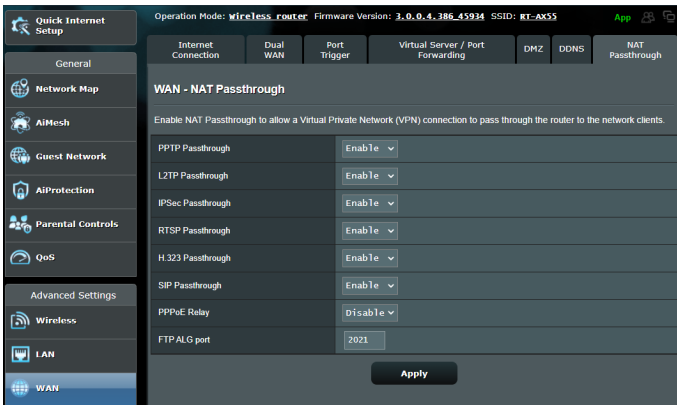 Quick Internet
Setup
Operation Mode: Wireless router Firmware Version: 3.0.0.4.386_45934 SSID: RT-AX55
App
General
Network Map
AiMesh
Guest Network
AiProtection
Parental Controls
QoS
Advanced Settings
Wireless
LAN
WAN
Internet
Connection
Dual
WAN
Port
Trigger
Virtual Server / Port
Forwarding
DMZ
DDNS
NAT
Passthrough
WAN - NAT Passthrough
Enable NAT Passthrough to allow a Virtual Private Network (VPN) connection to pass through the router to the network clients.
PPTP Passthrough Enable
L2TP Passthrough Enable
IPSec Passthrough Enable
RTSP Passthrough Enable
H.323 Passthrough Enable
SIP Passthrough Enable
PPPoE Relay Disable
FTP ALG port 2021
Apply